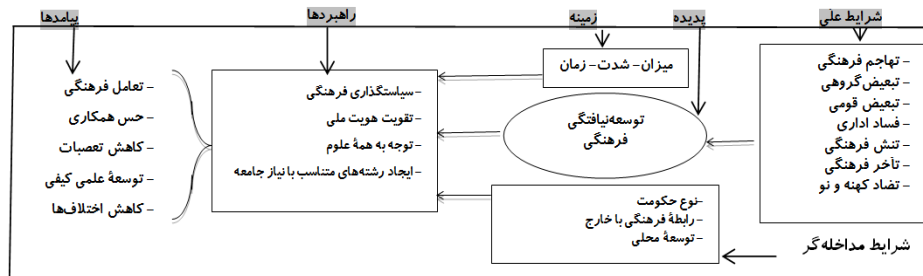 شرایط علّی
پدیده
زمینه
راهبردها
پیامدها
– تهاجم فرهنگی
– تبعیض گروهی
– تبعیض قومی
– فساد اداری
– تنش فرهنگی
– تأخر فرهنگی
– تضاد کهنه و نو
میزان– شدت– زمان
توسعه‌نیافتگی
فرهنگی
–نوع حکومت
– رابطهٔ فرهنگی با خارج
– توسعهٔ محلی
شرایط مداخله‌گر
–سیاستگذاری فرهنگی
–تقویت هویت ملی
–توجه به همهٔ علوم
–ایجاد رشته‌های متناسب با نیاز جامعه
– تعامل فرهنگی
– حس همکاری
– کاهش تعصبات
– توسعهٔ علمی کیفی
– کاهش اختلاف‌ها